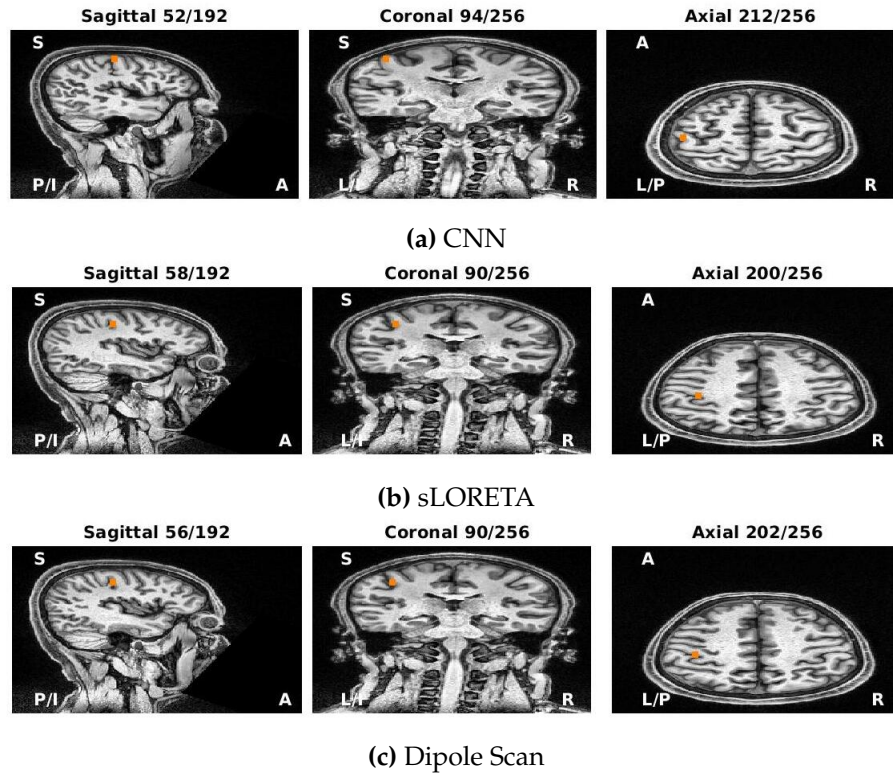 Sagittal 52/192 Coronal 94/256 Axial 212/256
S S A
P/I A L/I R L/P R
(a) CNN
Sagittal 58/192 Coronal 90/256 Axial 200/256
S S A
P/I A L/I R L/P R
(b) sLORETA
Sagittal 56/192 Coronal 90/256 Axial 202/256
S S A
P/I A L/I R L/P R
(c) Dipole Scan